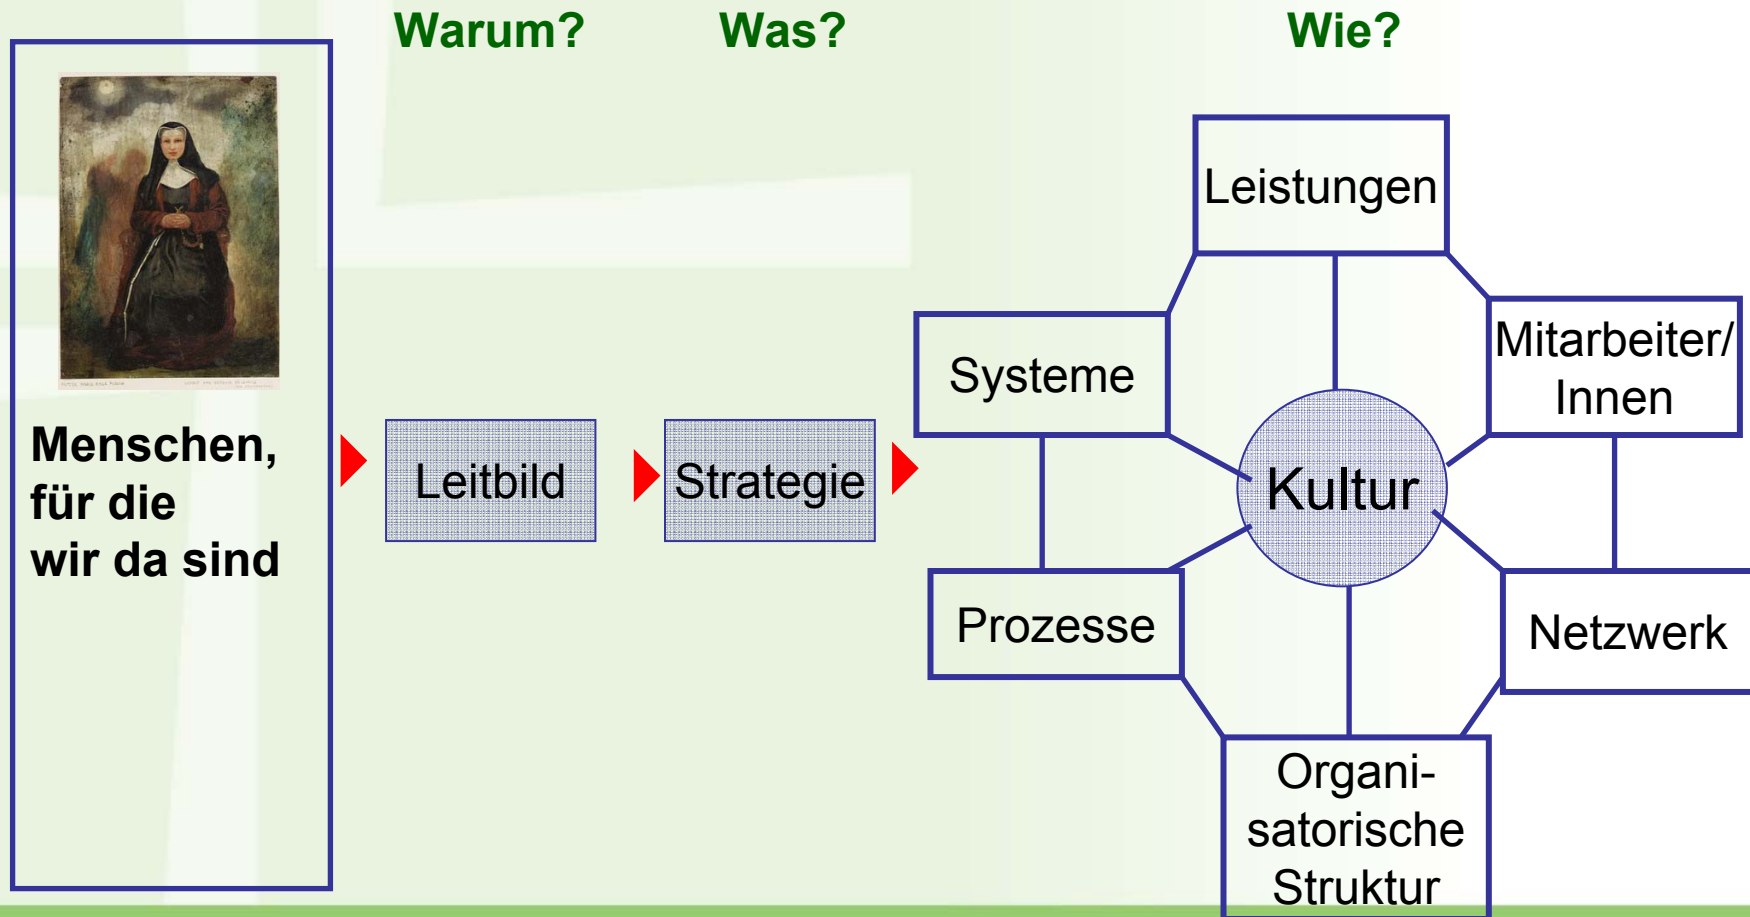 Warum?
Was?
Wie?
Menschen,
für die
wir da sind
Leitbild
Strategie
Leistungen
Systeme
Mitarbeiter/
Innen
Kultur
Prozesse
Netzwerk
Organi-
satorische
Struktur